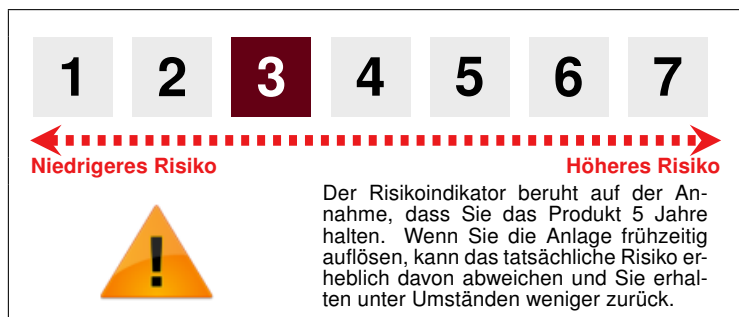 1 2 3 4 5 6 7
Niedrigeres Risiko Höheres Risiko
!
Der Risikoindikator beruht auf der An-
nahme, dass Sie das Produkt 5 Jahre
halten. Wenn Sie die Anlage frühzeitig
auflösen, kann das tatsächliche Risiko er-
heblich davon abweichen und Sie erhal-
ten unter Umständen weniger zurück.